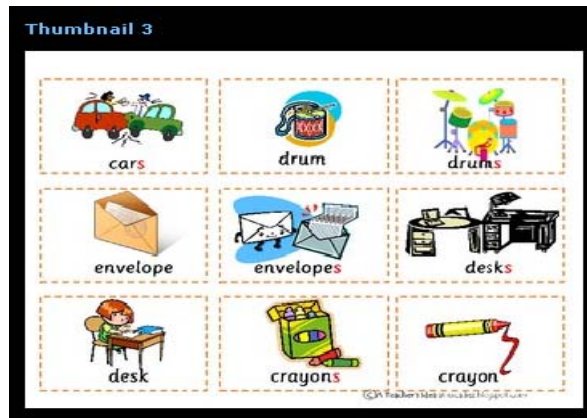 Thumbnail 3
cars
drum
drums
envelope
envelopes
desks
desk
crayons
crayon